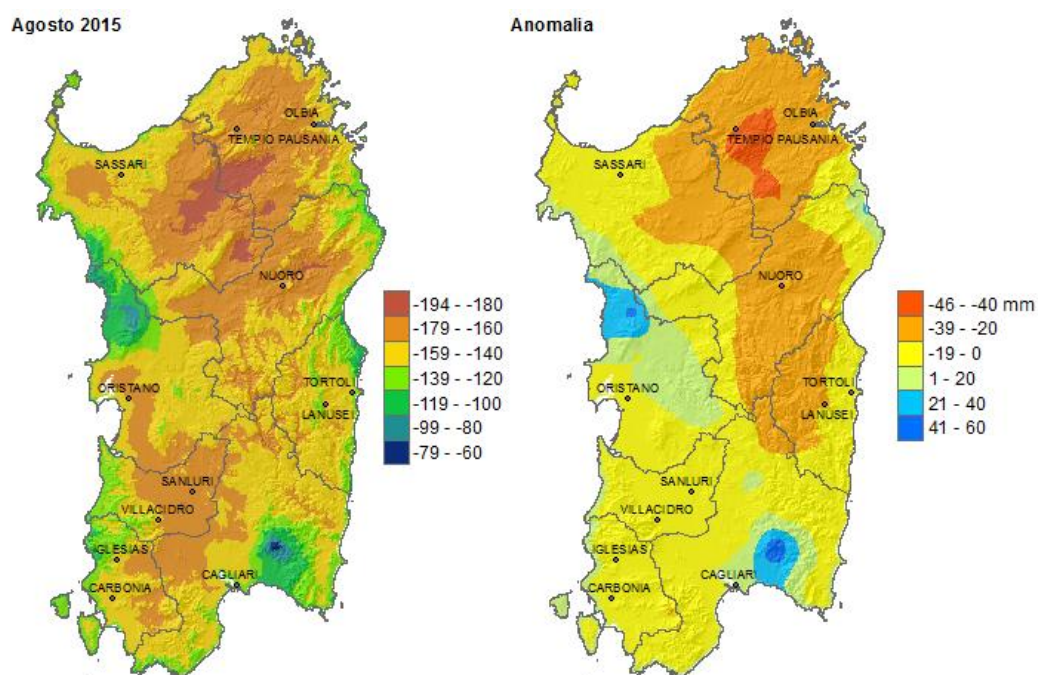 Agosto 2015
OLBIA
TEMPIO PAUSANIA
SASSARI
NUORO
ORISTANO
TORTOLI
LANUSEI
SANLURI
VILLACIDRO
IGLESIAS
CAGLIARI
CARBONIA
-194 - -180
-179 - -160
-159 - -140
-139 - -120
-119 - -100
-99 - -80
-79 - -60
Anomalia
OLBIA
TEMPIO PAUSANIA
SASSARI
NUORO
ORISTANO
TORTOLI
LANUSEI
SANLURI
VILLACIDRO
IGLESIAS
CAGLIARI
CARBONIA
-46 - -40 mm
-39 - -20
-19 - 0
1 - 20
21 - 40
41 - 60